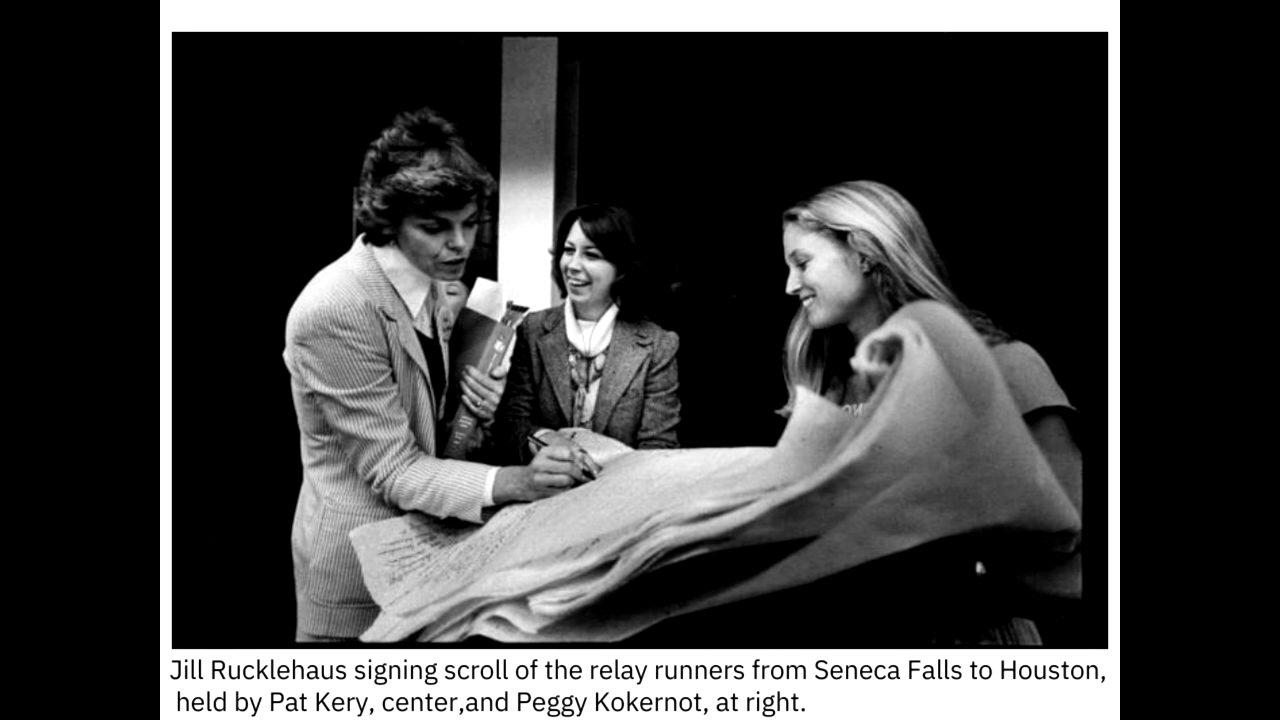 Jill Rucklehaus signing scroll of the relay runners from Seneca Falls to Houston,
held by Pat Kery, center,and Peggy Kokernot, at right.